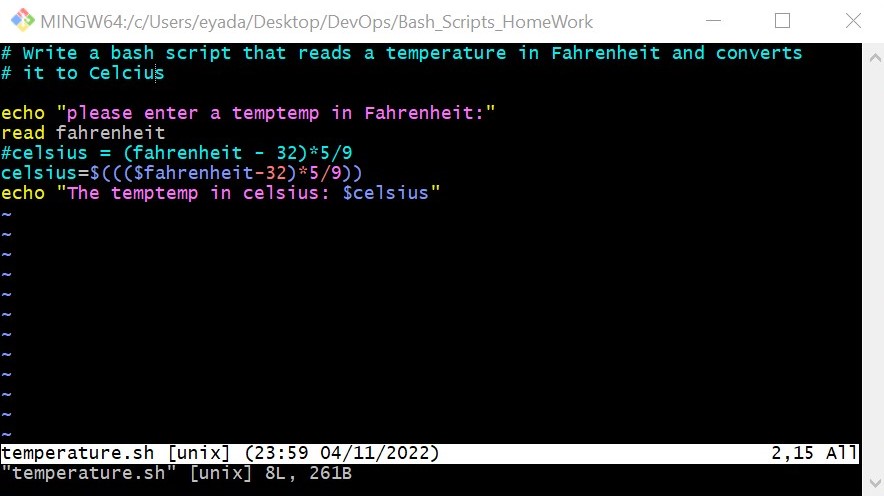 MINGW64:/c/Users/eyada/Desktop/DevOps/Bash_Scripts_HomeWork
# Write a bash script that reads a temperature in Fahrenheit and converts
# it to Celcius
echo "please enter a temptemp in Fahrenheit:"
read fahrenheit
#celsius = (fahrenheit - 32)*5/9
celsius=$((($fahrenheit-32)*5/9))
echo "The temptemp in celsius: $celsius"
~
~
~
~
~
~
~
~
~
~
~
~
temperature.sh [unix] (23:59 04/11/2022) 2,15 All
"temperature.sh" [unix] 8L, 261B